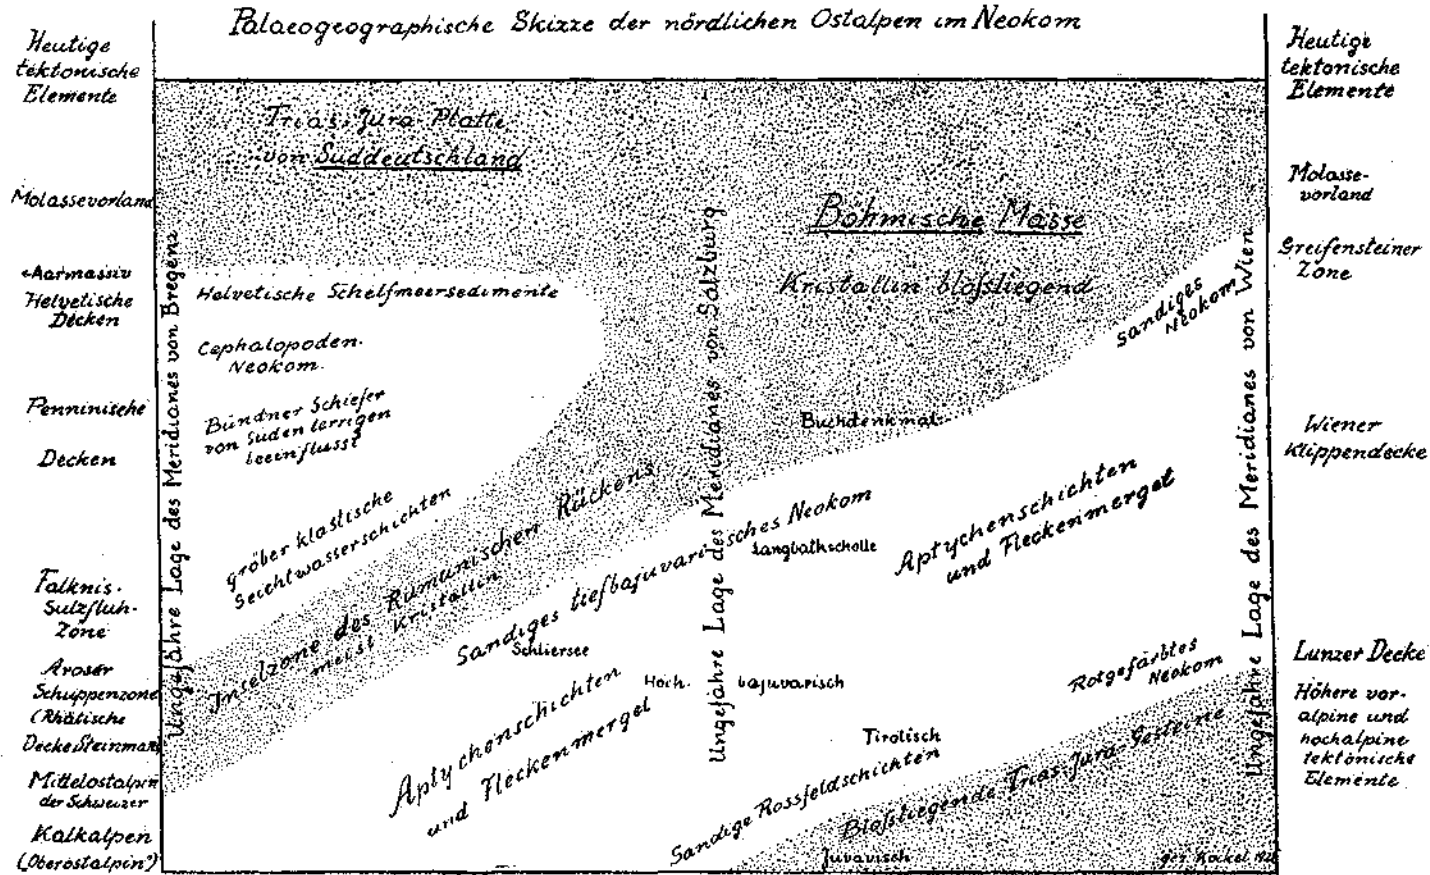 Palaeogeographische Skizze der nördlichen Ostalpen im Neokom
Heutige
tektonische
Elemente
Molassevorland
Aarmassiv
Helvetische
Decken
Penninische
Decken
Falknis-
Sulzfluh-
Zone
Aroser
Schuppenzone
(Rhätische
Decke Steinmann
Mittelostalpin
der Schweizer
Kalkalpen
("Oberostalpin")
Ungefähre Lage des Meridianes von Bregenz
Trias-Jura-Platte
von Süddeutschland
Helvetische Schelfmeersedimente
Cephalopoden-
Neokom.
Bündner Schiefer
von Süden terrigen
beeinflusst
gröber klastische
Seichtwasserschichten
Inselzone des Rumunischen Rückens
meist Kristallin
Sandiges tiefbajuvarisches Neokom
Schliersee
Langbathscholle
Aptychenschichten
und Fleckenmergel
Hoch- bajuvarisch
Ungefähre Lage des Meridianes von Salzburg
Böhmische Masse
Kristallin bloßliegend
Sandiges
Neokom
Buchdenkmal
Aptychenschichten
und Fleckenmergel
Rotgefärbtes
Neokom
Tirolisch
Sandige Rossfeldschichten
Bloßliegende Trias-Jura-Gesteine
Juvavisch
gez. Kockel
Ungefähre Lage des Meridianes von Wien
Heutige
tektonische
Elemente
Molasse-
vorland
Greifensteiner
Zone
Wiener
Klippendecke
Lunzer Decke
Höhere vor-
alpine und
hochalpine
tektonische
Elemente